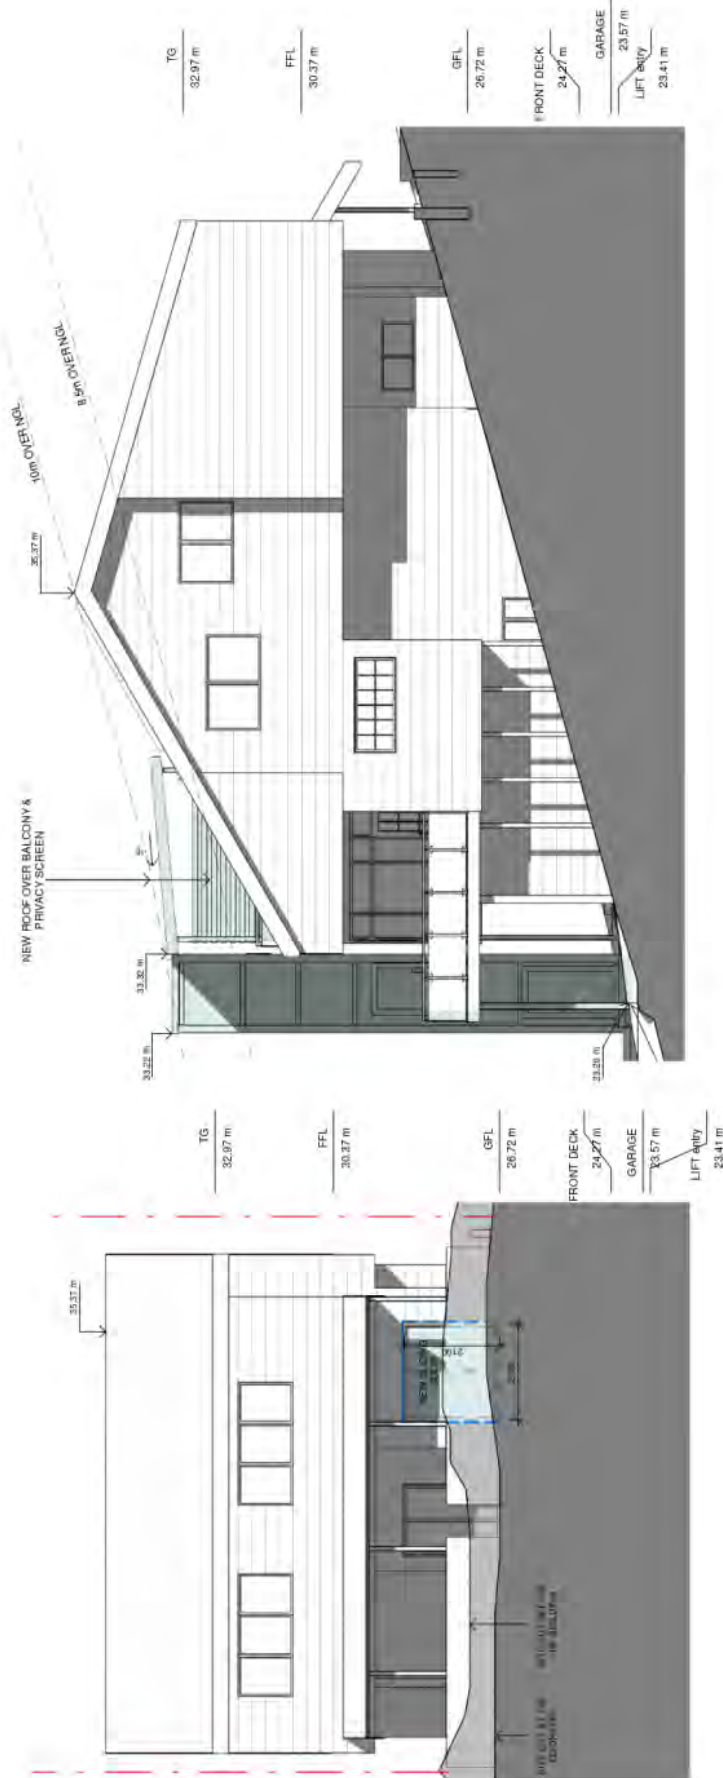 TG
32.97 m
FFL
30.37 m
GFL
26.72 m
FRONT DECK
24.27 m
GARAGE
23.57 m
LIFT entry
23.41 m
10m OVER NGL
8.5m OVER NGL
35.37 m
NEW ROOF OVER BALCONY &
PRIVACY SCREEN
33.32 m
33.22 m
TG
32.97 m
FFL
30.37 m
GFL
26.72 m
FRONT DECK
24.27 m
GARAGE
23.57 m
LIFT entry
23.41 m
35.37 m
NEW SLIDING
2100